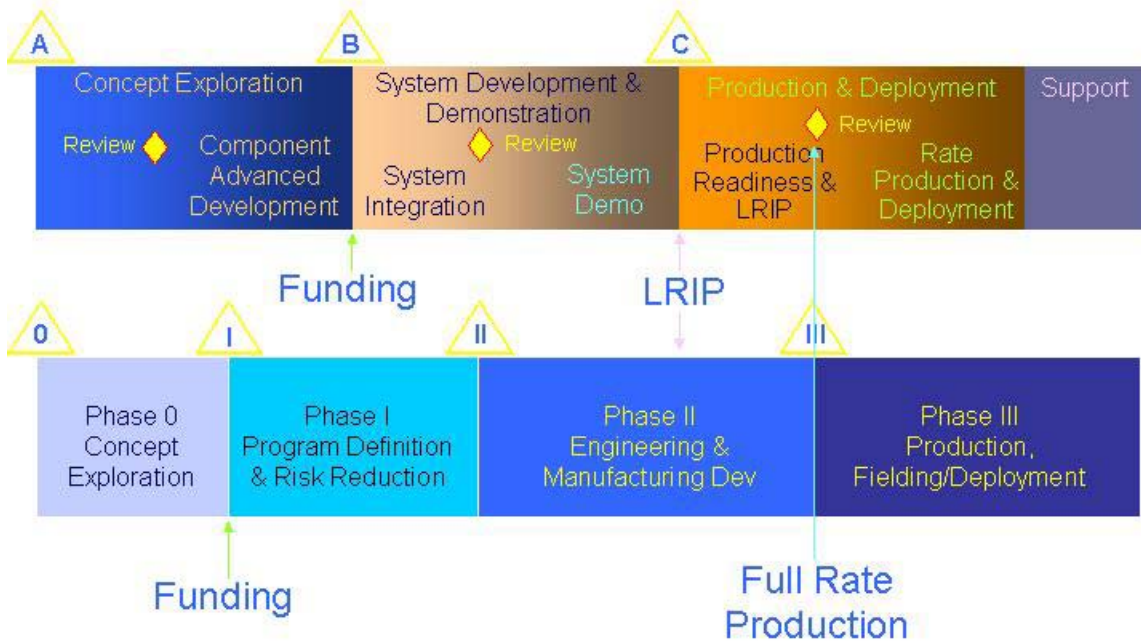 A
B
C
Concept Exploration
Review
Component
Advanced
Development
System Development &
Demonstration
Review
System
Integration
System
Demo
Production & Deployment
Review
Production
Readiness &
LRIP
Rate
Production &
Deployment
Support
Funding
LRIP
0
I
II
III
Phase 0
Concept
Exploration
Phase I
Program Definition
& Risk Reduction
Phase II
Engineering &
Manufacturing Dev
Phase III
Production,
Fielding/Deployment
Funding
Full Rate
Production